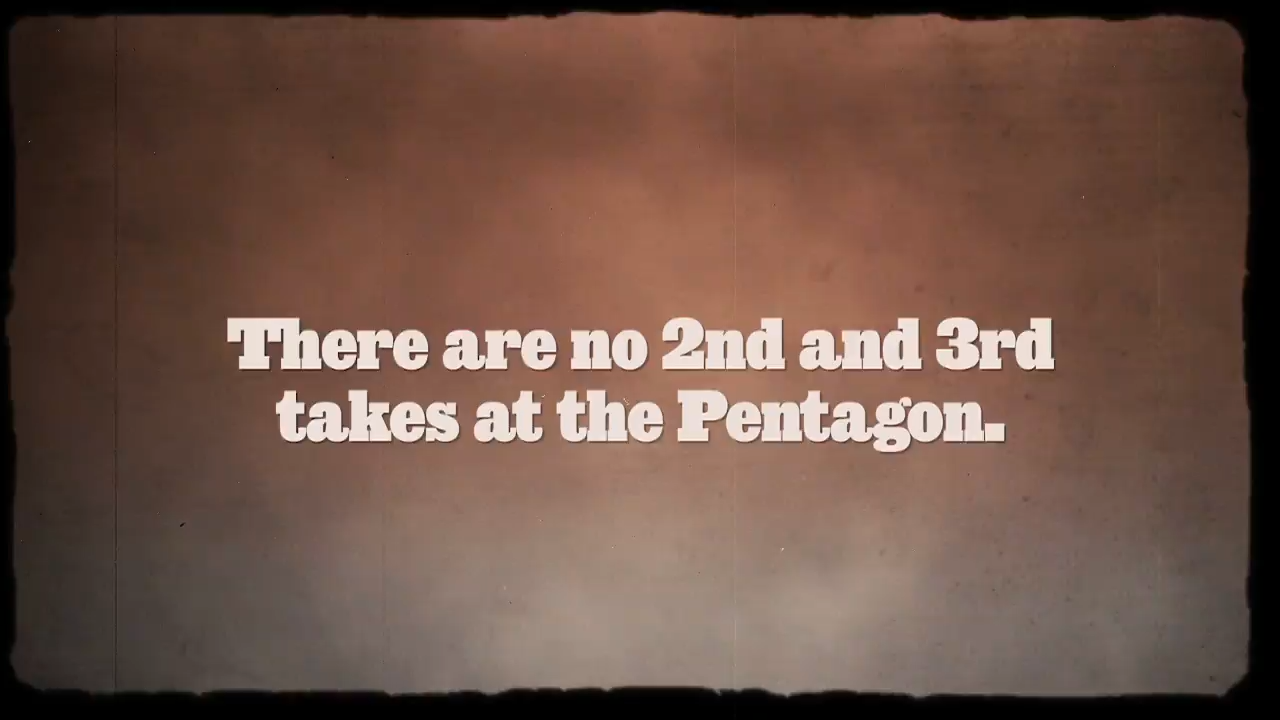 There are no 2nd and 3rd
takes at the Pentagon.